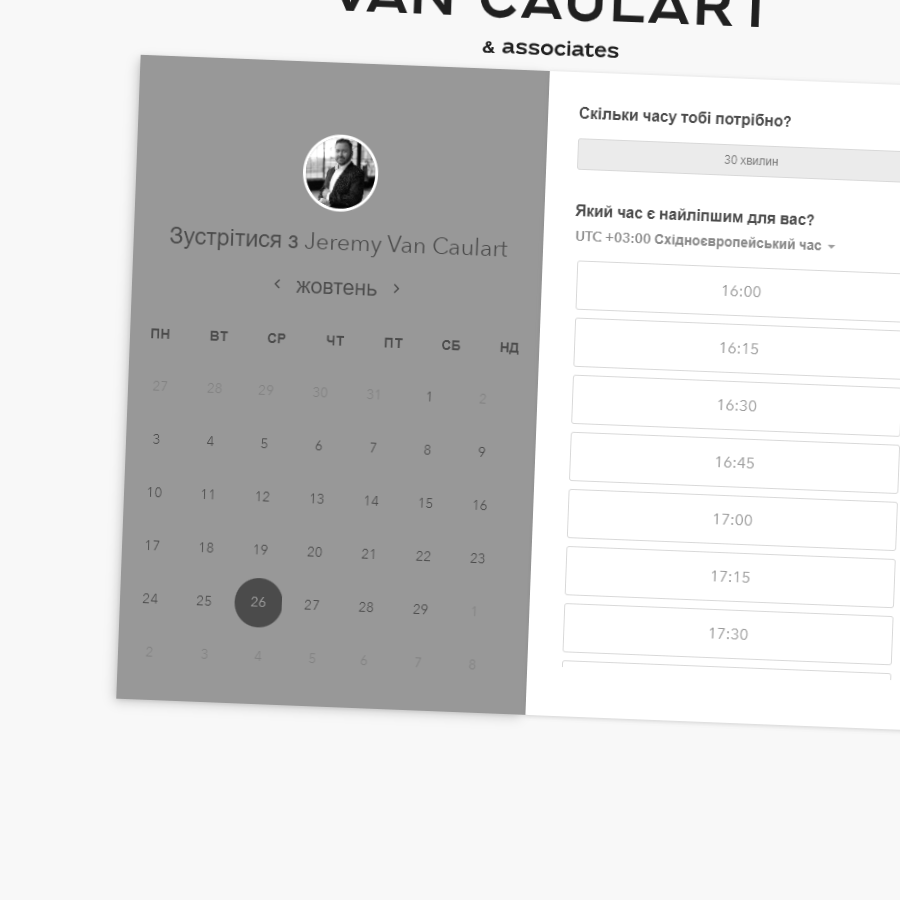 VAN CAULART
& associates
Зустрітися з Jeremy Van Caulart
жовтень
ПН ВТ СР ЧТ ПТ СБ НД
27 28 29 30 31 1 2
3 4 5 6 7 8 9
10 11 12 13 14 15 16
17 18 19 20 21 22 23
24 25 26 27 28 29 1
2 3 4 5 6 7 8
Скільки часу тобі потрібно?
30 хвилин
Який час є найліпшим для вас?
UTC +03:00 Східноєвропейський час
16:00
16:15
16:30
16:45
17:00
17:15
17:30